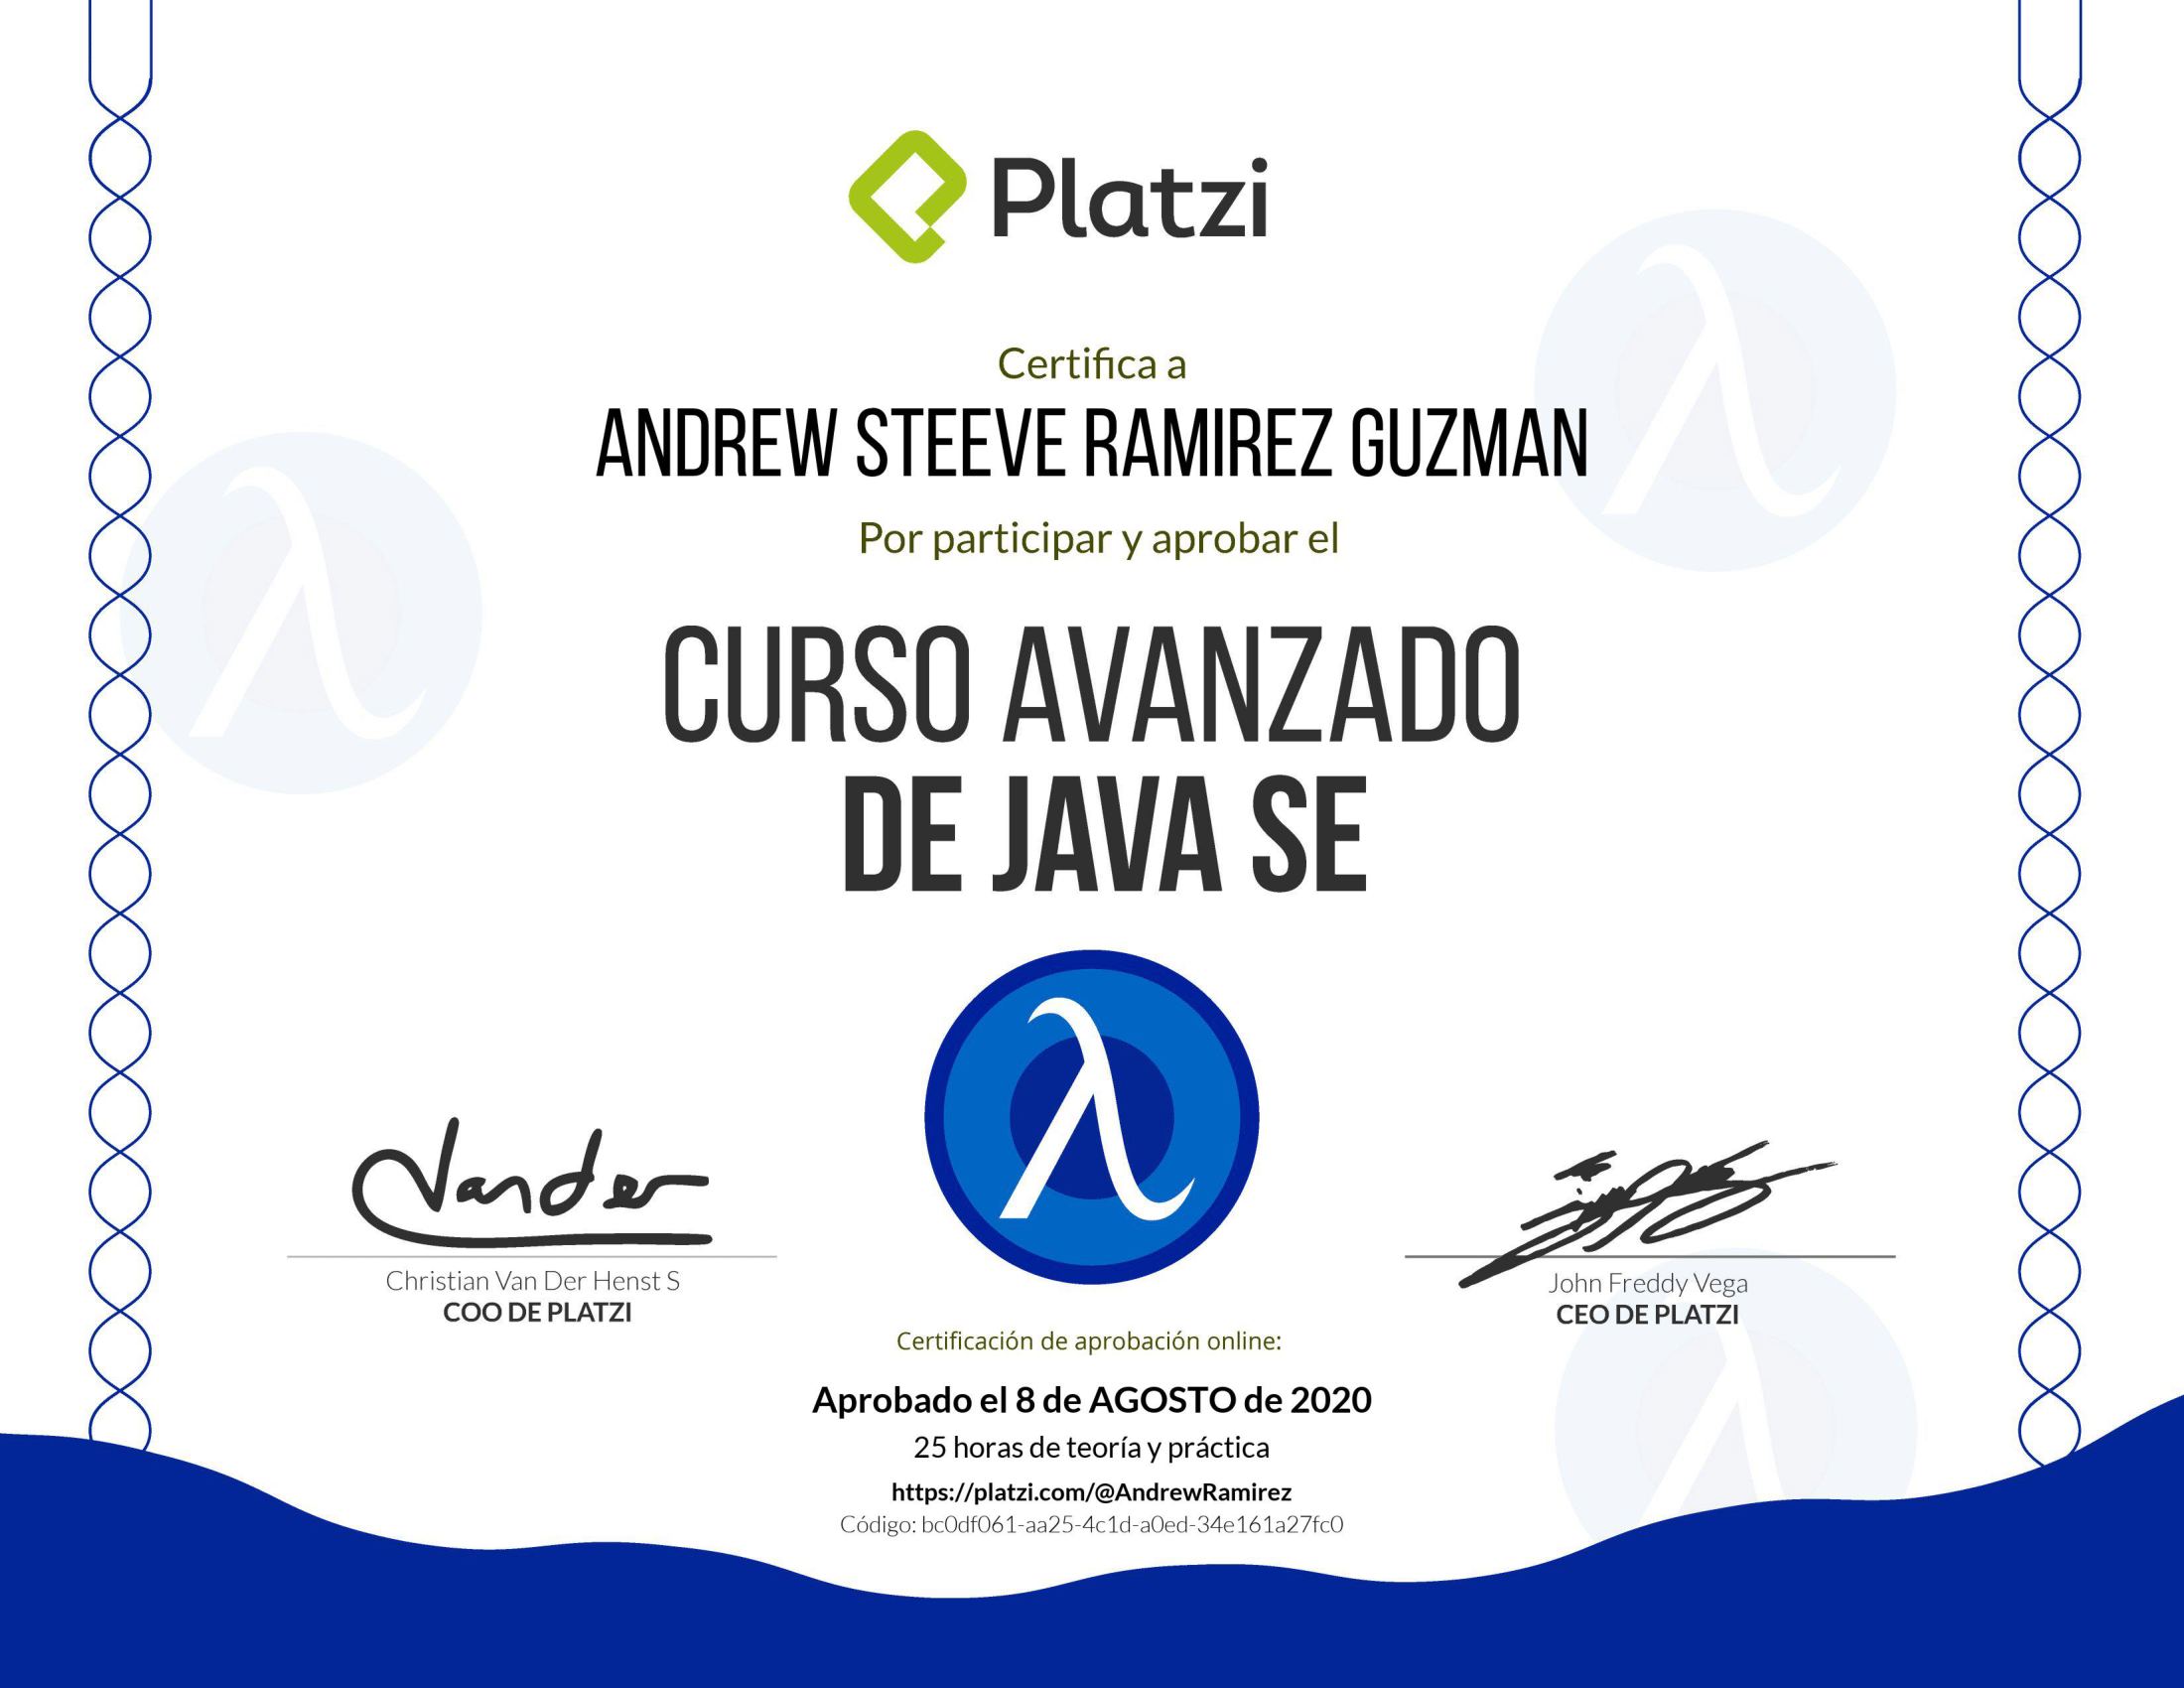 Platzi
Certifica a
ANDREW STEEVE RAMIREZ GUZMAN
Por participar y aprobar el
CURSO AVANZADO
DE JAVA SE
λ
Vander
Christian Van Der Henst S
COO DE PLATZI
John Freddy Vega
CEO DE PLATZI
Certificación de aprobación online:
Aprobado el 8 de AGOSTO de 2020
25 horas de teoría y práctica
https://platzi.com/@AndrewRamirez
Código: bc0df061-aa25-4c1d-a0ed-34e161a27fc0